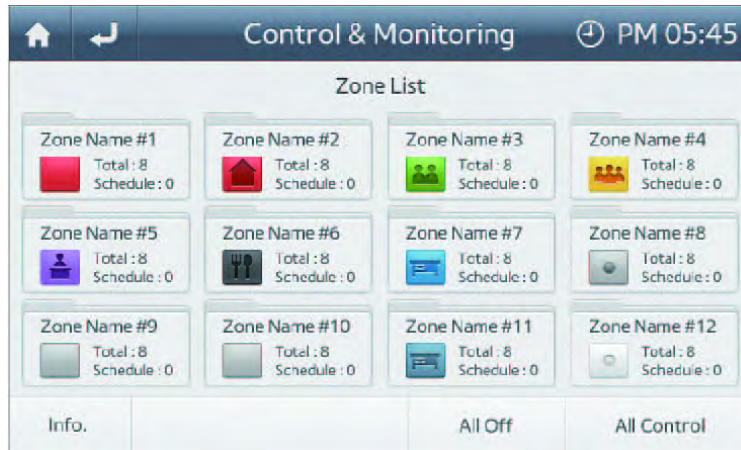 Control & Monitoring PM 05:45
Zone List
Zone Name #1
Total : 8
Schedule : 0
Zone Name #2
Total : 8
Schedule : 0
Zone Name #3
Total : 8
Schedule : 0
Zone Name #4
Total : 8
Schedule : 0
Zone Name #5
Total : 8
Schedule : 0
Zone Name #6
Total : 8
Schedule : 0
Zone Name #7
Total : 8
Schedule : 0
Zone Name #8
Total : 8
Schedule : 0
Zone Name #9
Total : 8
Schedule : 0
Zone Name #10
Total : 8
Schedule : 0
Zone Name #11
Total : 8
Schedule : 0
Zone Name #12
Total : 8
Schedule : 0
Info. All Off All Control